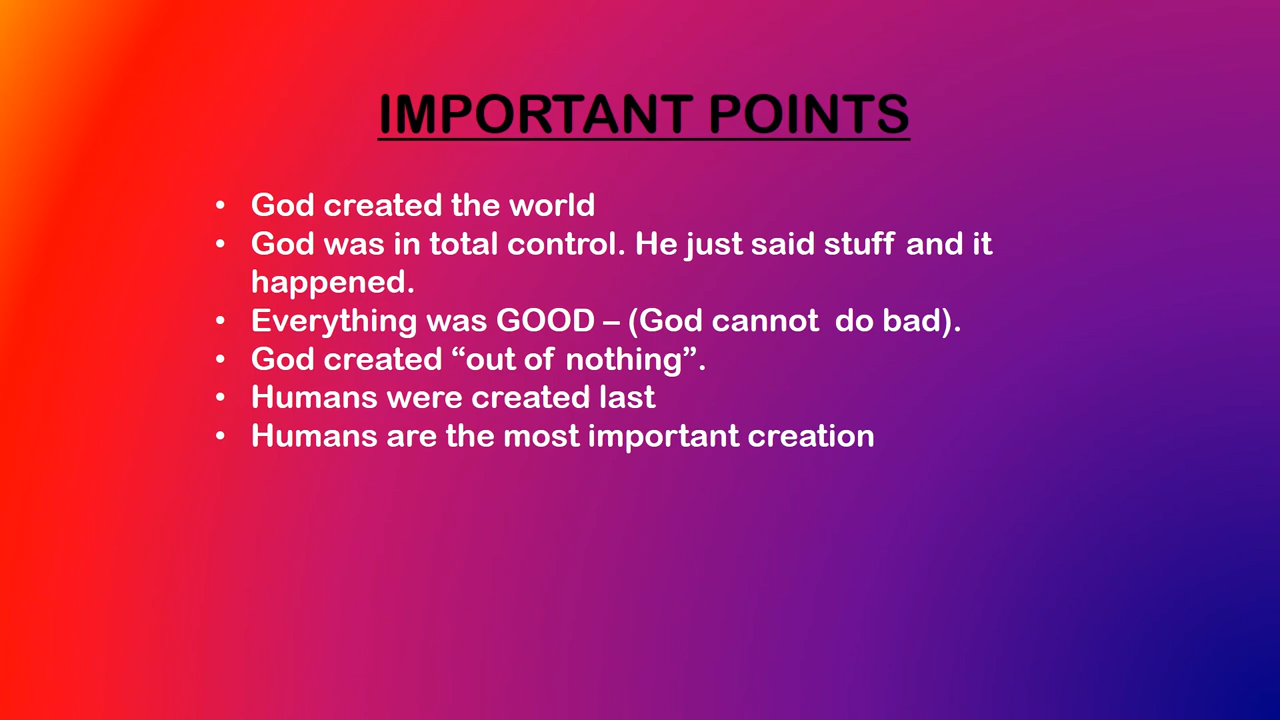 IMPORTANT POINTS
• God created the world
• God was in total control. He just said stuff and it
happened.
• Everything was GOOD – (God cannot  do bad).
• God created “out of nothing”.
• Humans were created last
• Humans are the most important creation